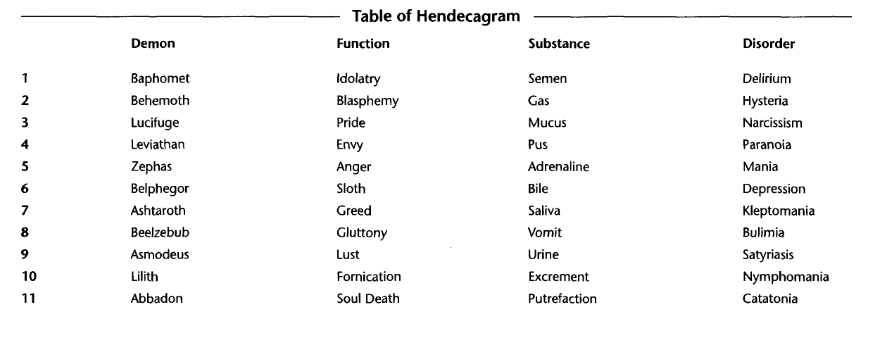 Table of Hendecagram
Demon Function Substance Disorder
1 Baphomet Idolatry Semen Delirium
2 Behemoth Blasphemy Gas Hysteria
3 Lucifuge Pride Mucus Narcissism
4 Leviathan Envy Pus Paranoia
5 Zephas Anger Adrenaline Mania
6 Belphegor Sloth Bile Depression
7 Ashtaroth Greed Saliva Kleptomania
8 Beelzebub Gluttony Vomit Bulimia
9 Asmodeus Lust Urine Satyriasis
10 Lilith Fornication Excrement Nymphomania
11 Abbadon Soul Death Putrefaction Catatonia